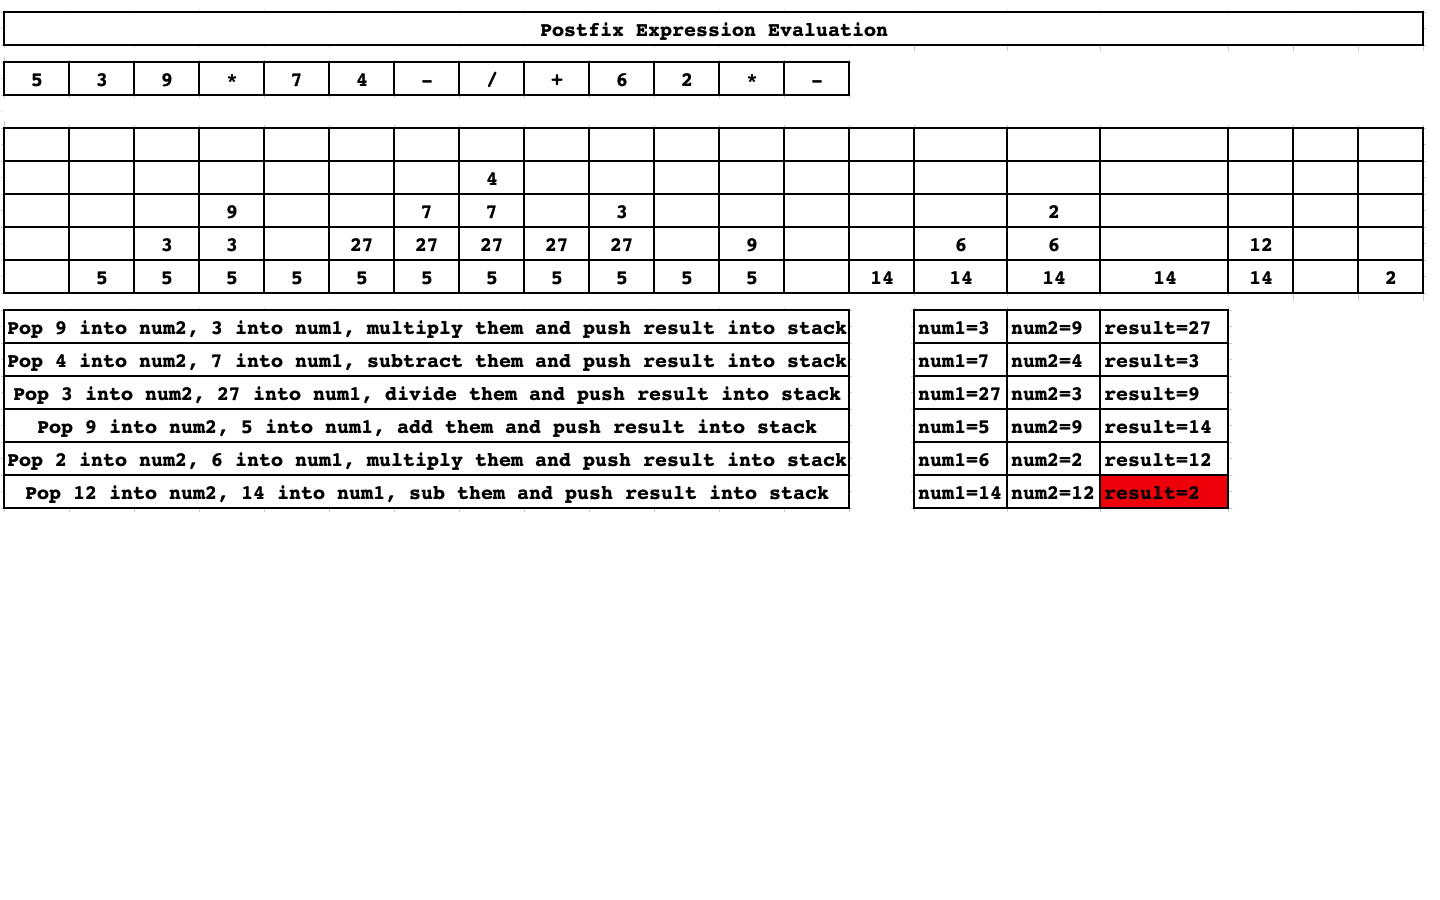 Postfix Expression Evaluation
5 3 9 * 7 4 - / + 6 2 * -
4
9 7 7 3 2
3 3 27 27 27 27 27 9 6 6 12
5 5 5 5 5 5 5 5 5 5 5 14 14 14 14 14 2
Pop 9 into num2, 3 into num1, multiply them and push result into stack num1=3 num2=9 result=27
Pop 4 into num2, 7 into num1, subtract them and push result into stack num1=7 num2=4 result=3
Pop 3 into num2, 27 into num1, divide them and push result into stack num1=27 num2=3 result=9
Pop 9 into num2, 5 into num1, add them and push result into stack num1=5 num2=9 result=14
Pop 2 into num2, 6 into num1, multiply them and push result into stack num1=6 num2=2 result=12
Pop 12 into num2, 14 into num1, sub them and push result into stack num1=14 num2=12 result=2